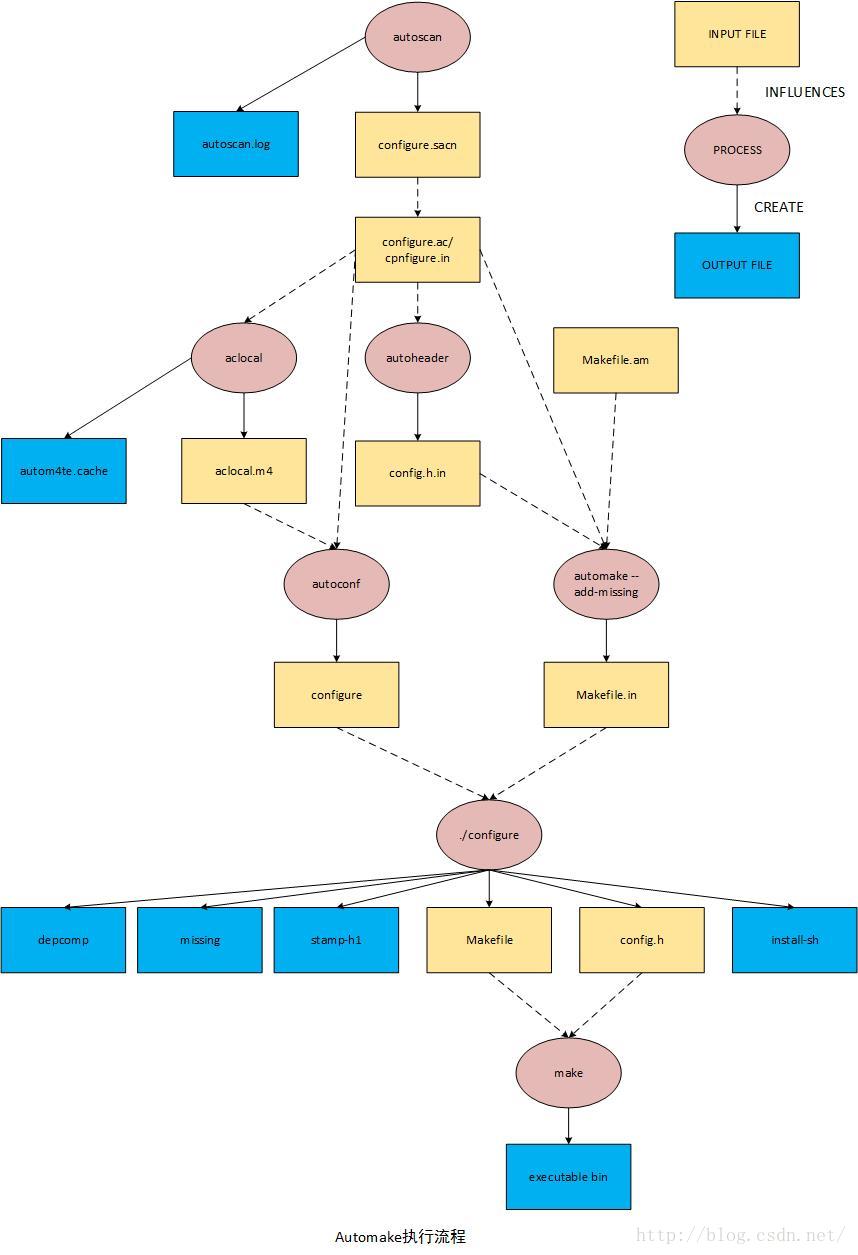 autoscan
INPUT FILE
INFLUENCES
autoscan.log
configure.sacn
PROCESS
CREATE
configure.ac/
cpnfigure.in
OUTPUT FILE
aclocal
autoheader
Makefile.am
autom4te.cache
aclocal.m4
config.h.in
autoconf
automake --
add-missing
configure
Makefile.in
./configure
depcomp
missing
stamp-h1
Makefile
config.h
install-sh
make
executable bin
Automake执行流程
http://blog.csdn.net/